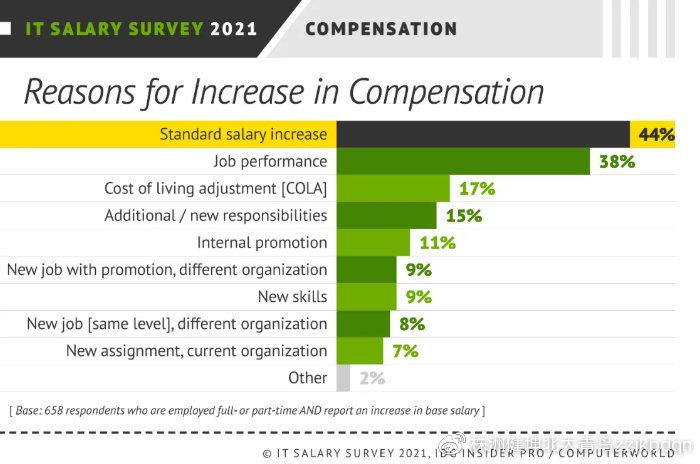 IT SALARY SURVEY 2021 COMPENSATION
Reasons for Increase in Compensation
Standard salary increase 44%
Job performance 38%
Cost of living adjustment [COLA] 17%
Additional / new responsibilities 15%
Internal promotion 11%
New job with promotion, different organization 9%
New skills 9%
New job [same level], different organization 8%
New assignment, current organization 7%
Other 2%
[ Base: 658 respondents who are employed full- or part-time AND report an increase in base salary ]
© IT SALARY SURVEY 2021, IDG INSIDER PRO / COMPUTERWORLD